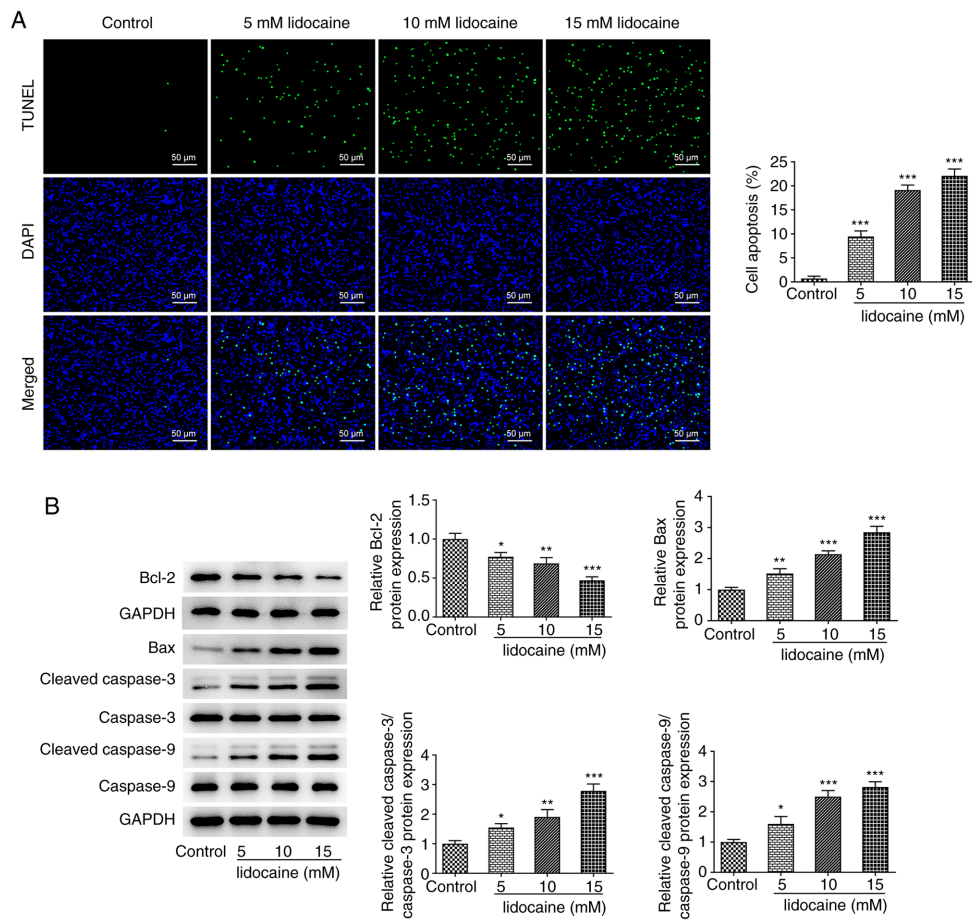 A
Control 5 mM lidocaine 10 mM lidocaine 15 mM lidocaine
TUNEL
50 µm 50 µm 50 µm 50 µm
DAPI
50 µm 50 µm 50 µm 50 µm
Merged
50 µm 50 µm 50 µm 50 µm
Cell apoptosis (%)
25
20
15
10
5
0
*** *** ***
Control 5 10 15
lidocaine (mM)
B
Bcl-2
GAPDH
Bax
Cleaved caspase-3
Caspase-3
Cleaved caspase-9
Caspase-9
GAPDH
Control 5 10 15
lidocaine (mM)
Relative Bcl-2
protein expression
1.5
1.0
0.5
0.0
* ** ***
Control 5 10 15
lidocaine (mM)
Relative Bax
protein expression
4
3
2
1
0
** *** ***
Control 5 10 15
lidocaine (mM)
Relative cleaved caspase-3/
caspase-3 protein expression
4
3
2
1
0
* ** ***
Control 5 10 15
lidocaine (mM)
Relative cleaved caspase-9/
caspase-9 protein expression
4
3
2
1
0
* *** ***
Control 5 10 15
lidocaine (mM)